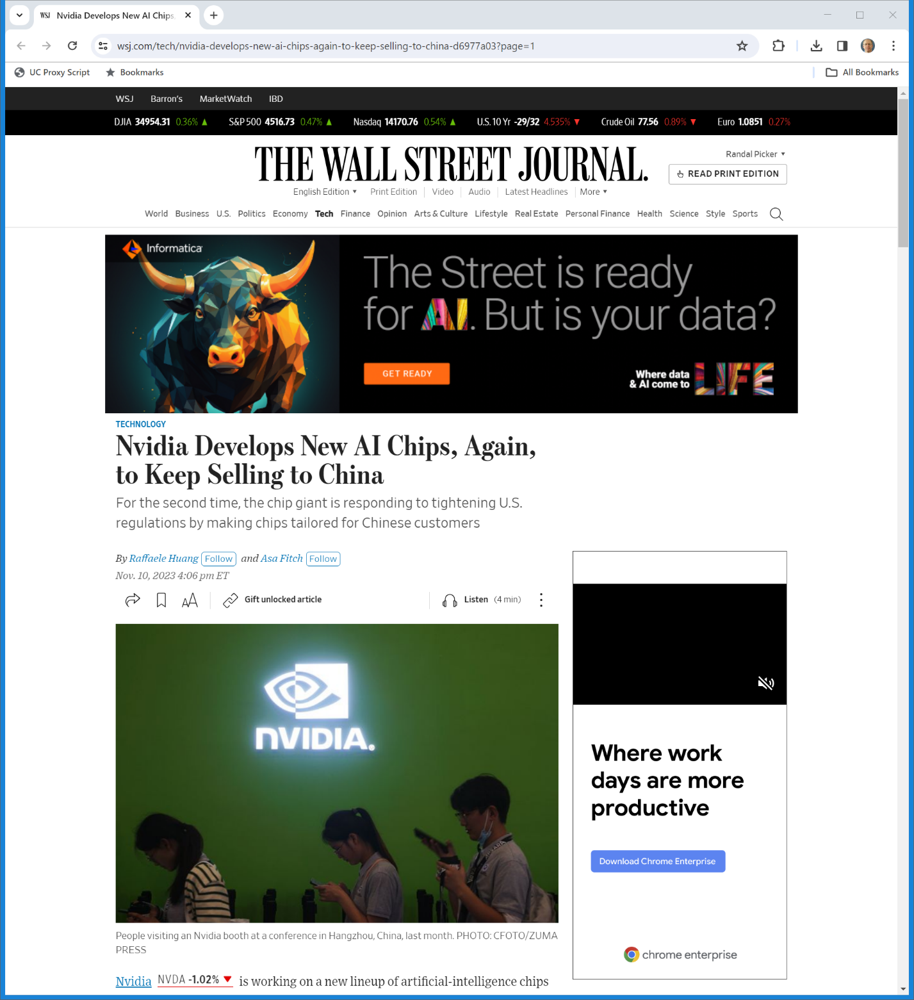 WSJ Nvidia Develops New AI Chips,
wsj.com/tech/nvidia-develops-new-ai-chips-again-to-keep-selling-to-china-d6977a03?page=1
UC Proxy Script Bookmarks All Bookmarks
WSJ Barron's MarketWatch IBD
DJIA 34954.31 0.36% ▲ S&P 500 4516.73 0.47% ▲ Nasdaq 14170.76 0.54% ▲ U.S. 10 Yr -29/32 4.535% ▼ Crude Oil 77.56 0.89% ▼ Euro 1.0851 0.27%
THE WALL STREET JOURNAL.
Randal Picker ▼
READ PRINT EDITION
English Edition ▼ Print Edition Video Audio Latest Headlines More ▼
World Business U.S. Politics Economy Tech Finance Opinion Arts & Culture Lifestyle Real Estate Personal Finance Health Science Style Sports
Informatica
The Street is ready
for AI. But is your data?
GET READY
Where data
& AI come to LIFE
TECHNOLOGY
Nvidia Develops New AI Chips, Again,
to Keep Selling to China
For the second time, the chip giant is responding to tightening U.S.
regulations by making chips tailored for Chinese customers
By Raffaele Huang Follow and Asa Fitch Follow
Nov. 10, 2023 4:06 pm ET
AA Gift unlocked article Listen (4 min)
NVIDIA.
People visiting an Nvidia booth at a conference in Hangzhou, China, last month. PHOTO: CFOTO/ZUMA
PRESS
Nvidia NVDA -1.02% ▼ is working on a new lineup of artificial-intelligence chips
Where work
days are more
productive
Download Chrome Enterprise
chrome enterprise